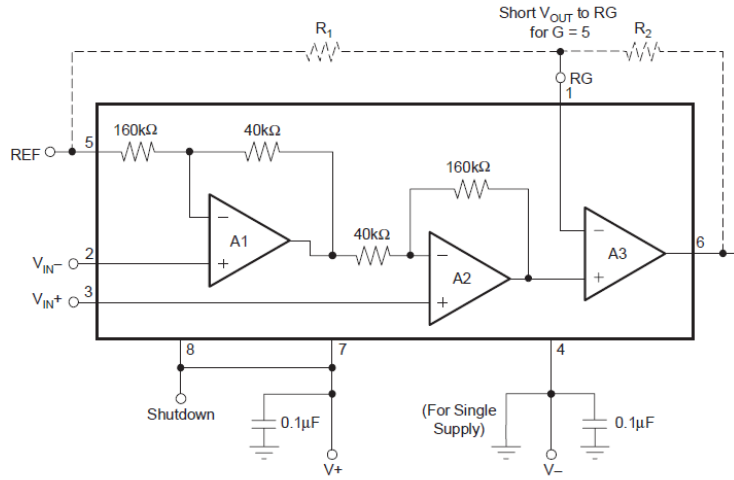 Short VOUT to RG
for G = 5
R1
R2
RG
1
160kΩ
40kΩ
5
REF
160kΩ
A1
40kΩ
A2
A3
6
VIN– 2
VIN+ 3
−
+
−
+
−
+
8
7
4
Shutdown
0.1µF
(For Single
Supply)
0.1µF
V+
V–